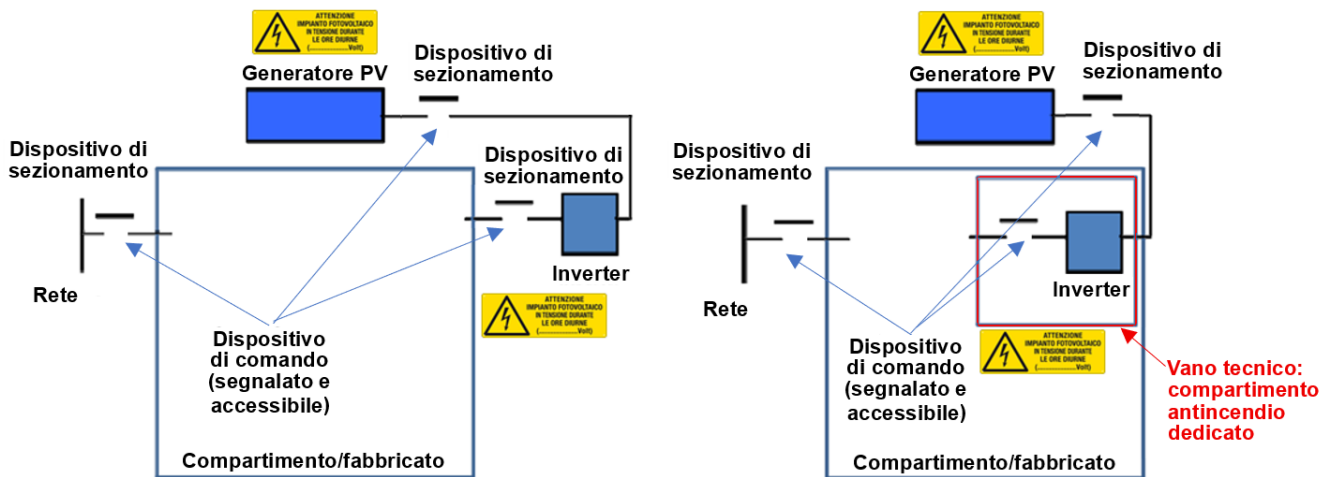 ATTENZIONE
IMPIANTO FOTOVOLTAICO
IN TENSIONE DURANTE
LE ORE DIURNE
(................Volt)
Generatore PV
Dispositivo di
sezionamento
Dispositivo di
sezionamento
Dispositivo di
sezionamento
Rete
Inverter
ATTENZIONE
IMPIANTO FOTOVOLTAICO
IN TENSIONE DURANTE
LE ORE DIURNE
(................Volt)
Dispositivo
di comando
(segnalato e
accessibile)
Compartimento/fabbricato
ATTENZIONE
IMPIANTO FOTOVOLTAICO
IN TENSIONE DURANTE
LE ORE DIURNE
(................Volt)
Generatore PV
Dispositivo di
sezionamento
Dispositivo di
sezionamento
Rete
Inverter
ATTENZIONE
IMPIANTO FOTOVOLTAICO
IN TENSIONE DURANTE
LE ORE DIURNE
(................Volt)
Dispositivo
di comando
(segnalato e
accessibile)
Vano tecnico:
compartimento
antincendio
dedicato
Compartimento/fabbricato